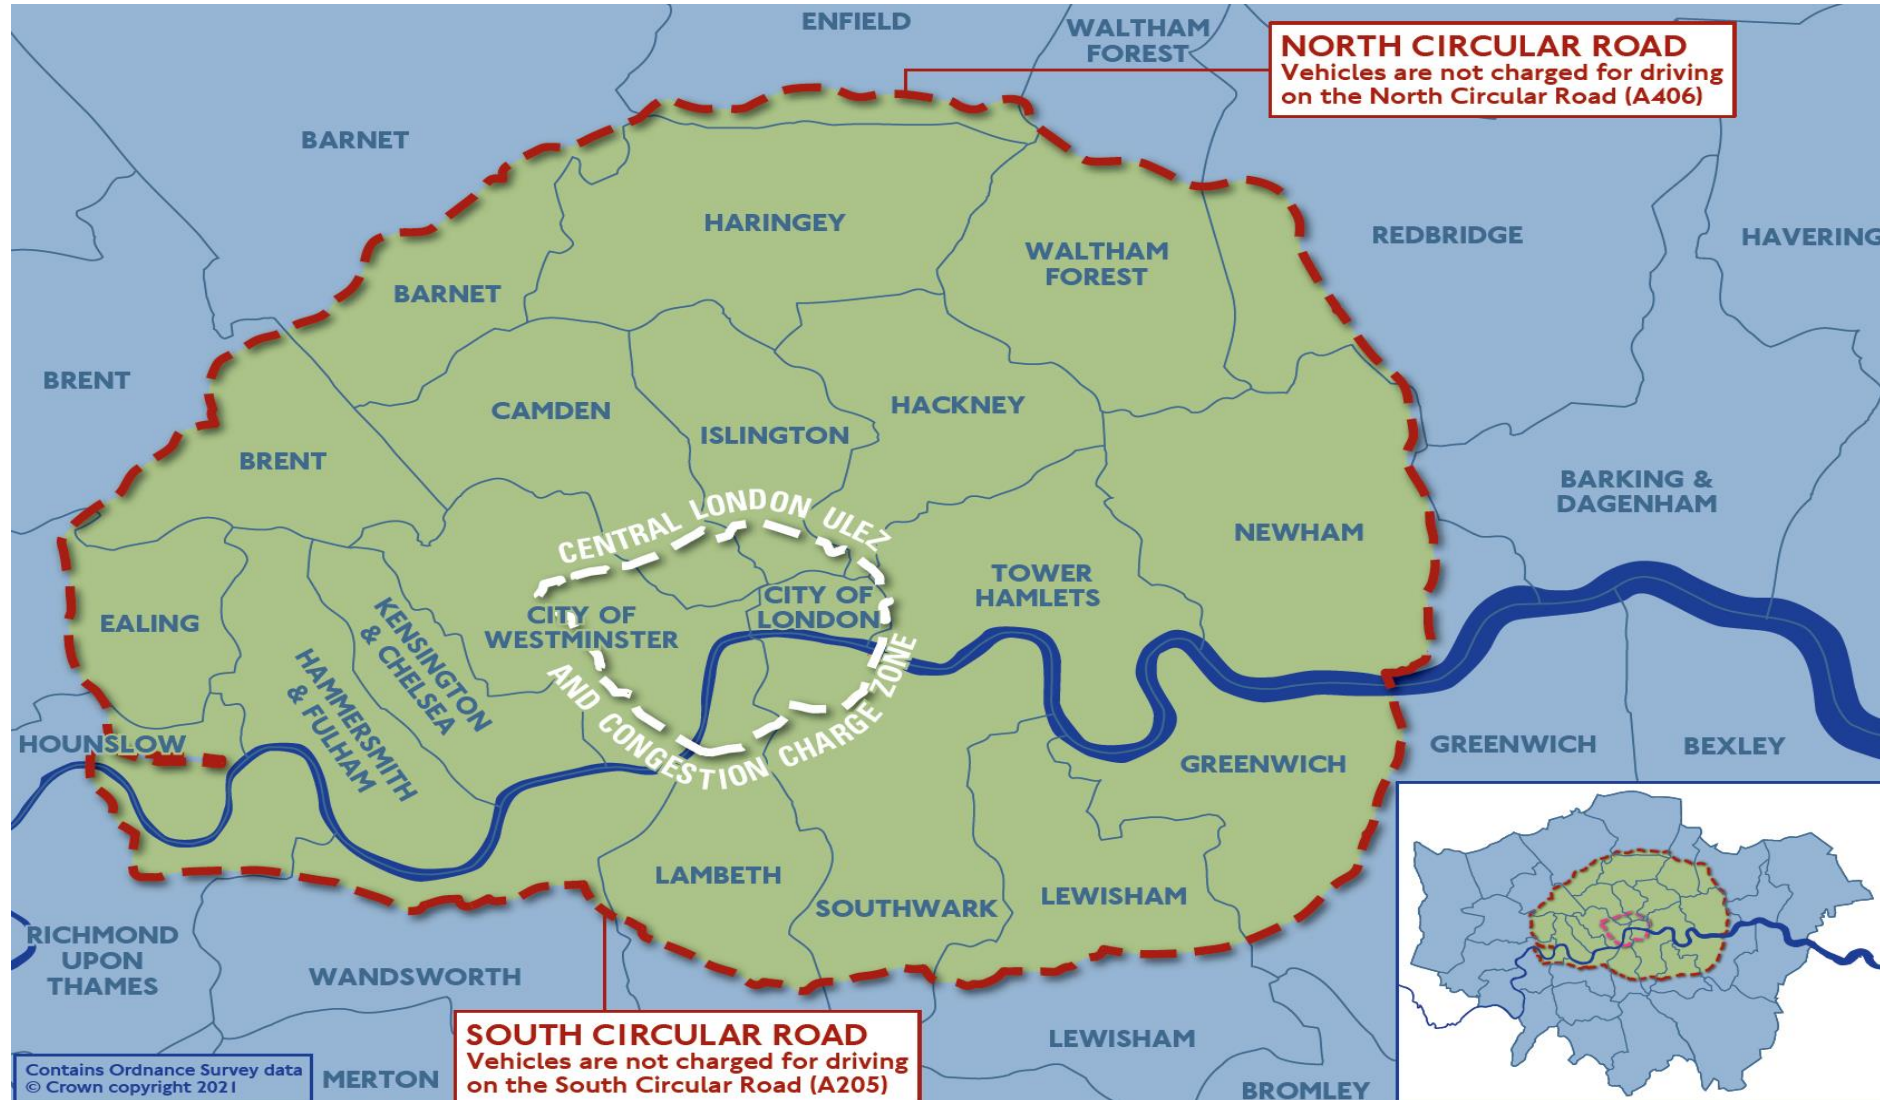 ENFIELD
WALTHAM
FOREST
NORTH CIRCULAR ROAD
Vehicles are not charged for driving
on the North Circular Road (A406)
BARNET
HARINGEY
WALTHAM
FOREST
REDBRIDGE
HAVERING
BARNET
BRENT
CAMDEN
ISLINGTON
HACKNEY
BRENT
BARKING &
DAGENHAM
CENTRAL LONDON ULEZ
AND CONGESTION CHARGE ZONE
NEWHAM
EALING
KENSINGTON
& CHELSEA
HAMMERSMITH
& FULHAM
CITY OF
WESTMINSTER
CITY OF
LONDON
TOWER
HAMLETS
HOUNSLOW
GREENWICH
GREENWICH
BEXLEY
LAMBETH
SOUTHWARK
LEWISHAM
RICHMOND
UPON
THAMES
WANDSWORTH
SOUTH CIRCULAR ROAD
Vehicles are not charged for driving
on the South Circular Road (A205)
LEWISHAM
MERTON
BROMLEY
Contains Ordnance Survey data
© Crown copyright 2021